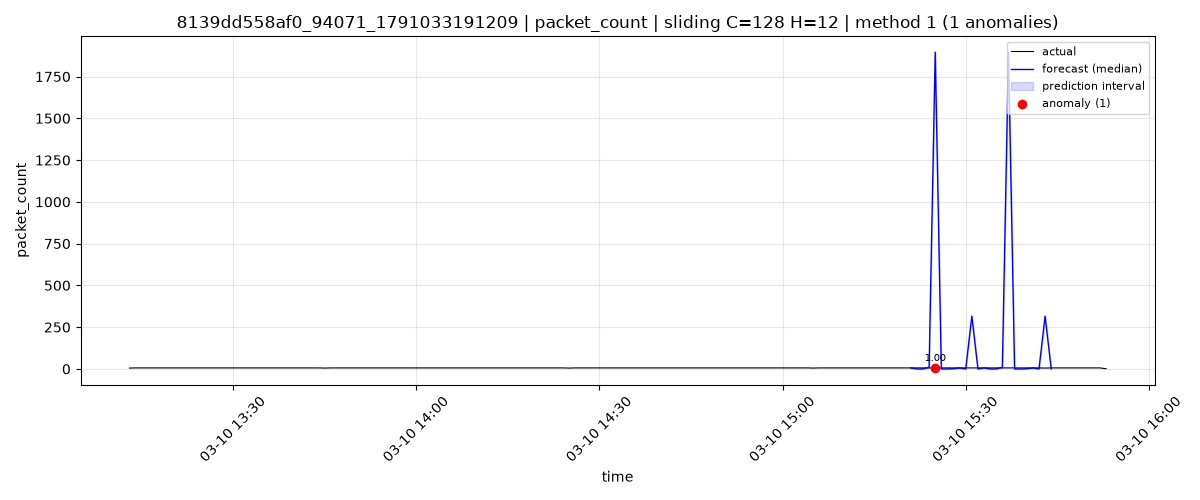 8139dd558af0_94071_1791033191209 | packet_count | sliding C=128 H=12 | method 1 (1 anomalies)
actual
forecast (median)
prediction interval
anomaly (1)
1750
1500
1250
1000
750
500
250
0
packet_count
1.00
03-10 13:30
03-10 14:00
03-10 14:30
03-10 15:00
03-10 15:30
03-10 16:00
time